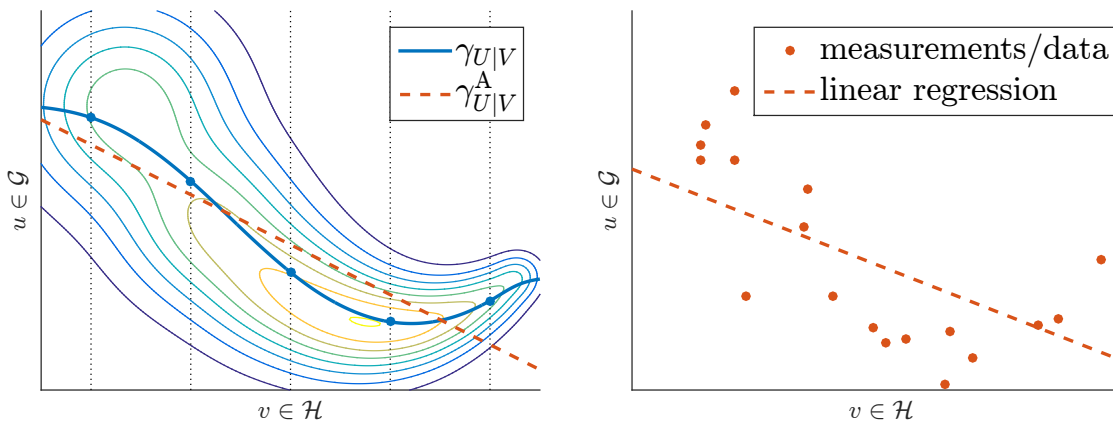 γ_{U|V}
γ^A_{U|V}
u ∈ 𝒢
v ∈ ℋ
measurements/data
linear regression
u ∈ 𝒢
v ∈ ℋ